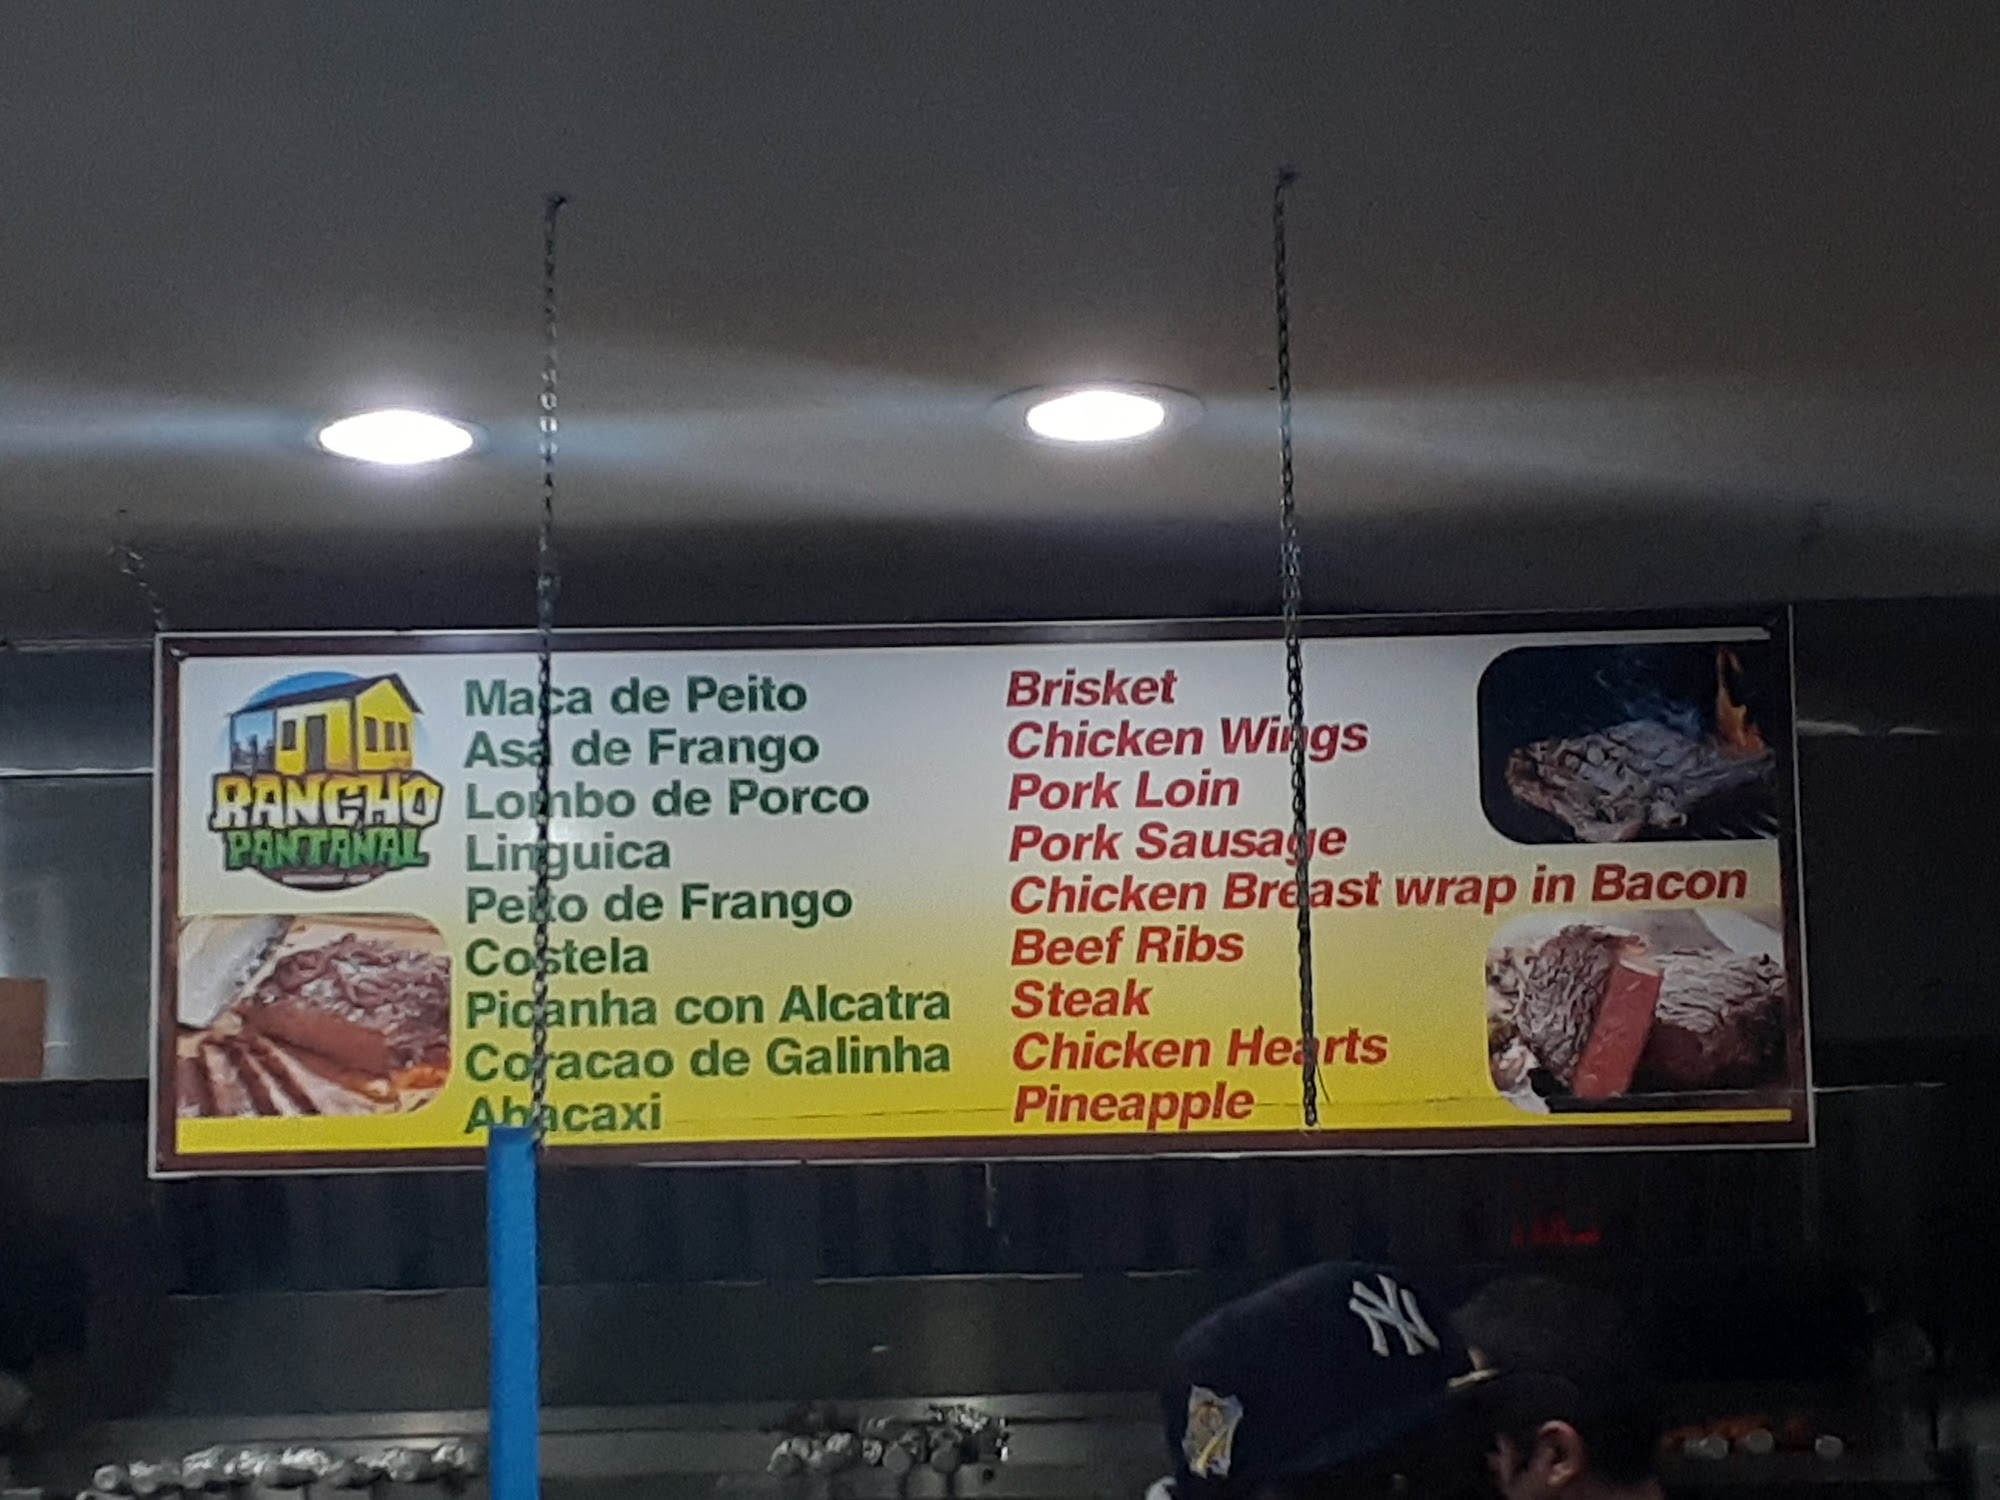 RANCHO
PANTANAL
Maca de Peito
Asa de Frango
Lombo de Porco
Linguica
Peito de Frango
Costela
Picanha con Alcatra
Coracao de Galinha
Abacaxi
Brisket
Chicken Wings
Pork Loin
Pork Sausage
Chicken Breast wrap in Bacon
Beef Ribs
Steak
Chicken Hearts
Pineapple
NY